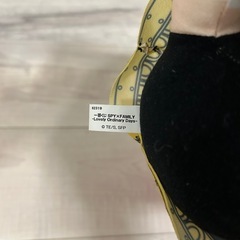 一番くじ SPY×FAMILY
-Lovely Ordinary Days-
© TE/S, SFP